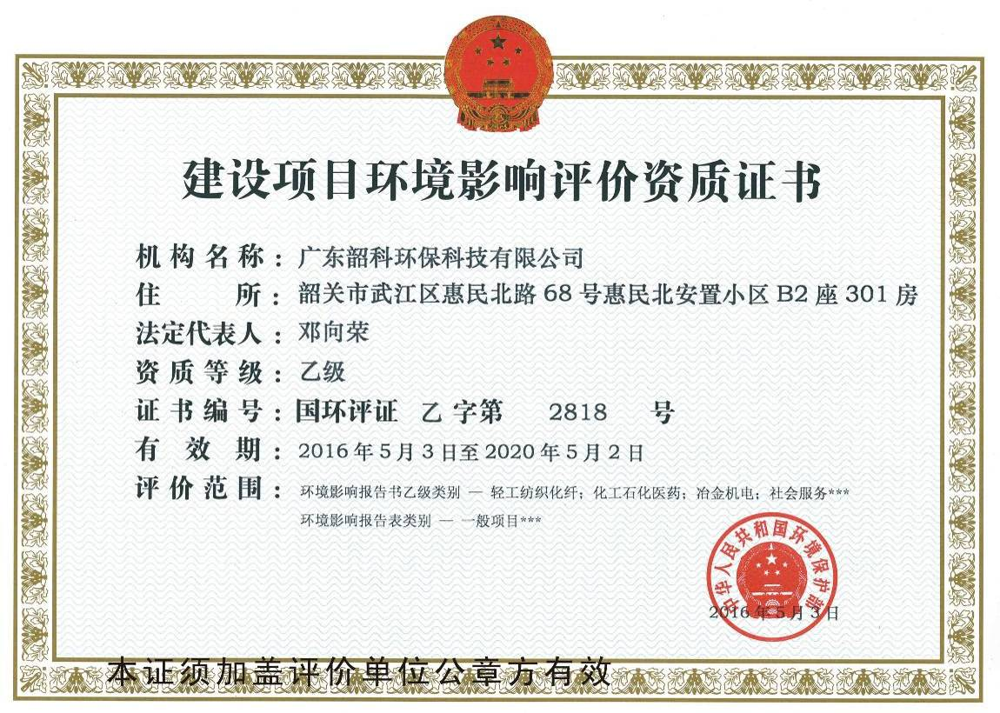 建设项目环境影响评价资质证书
机构名称：广东韶科环保科技有限公司
住所：韶关市武江区惠民北路68号惠民北安置小区B2座301房
法定代表人：邓向荣
资质等级：乙级
证书编号：国环评证 乙 字第 2818 号
有效期：2016年5月3日至2020年5月2日
评价范围：环境影响报告书乙级类别 — 轻工纺织化纤；化工石化医药；冶金机电；社会服务***
环境影响报告表类别 — 一般项目***
中华人民共和国环境保护部
2016年5月3日
本证须加盖评价单位公章方有效